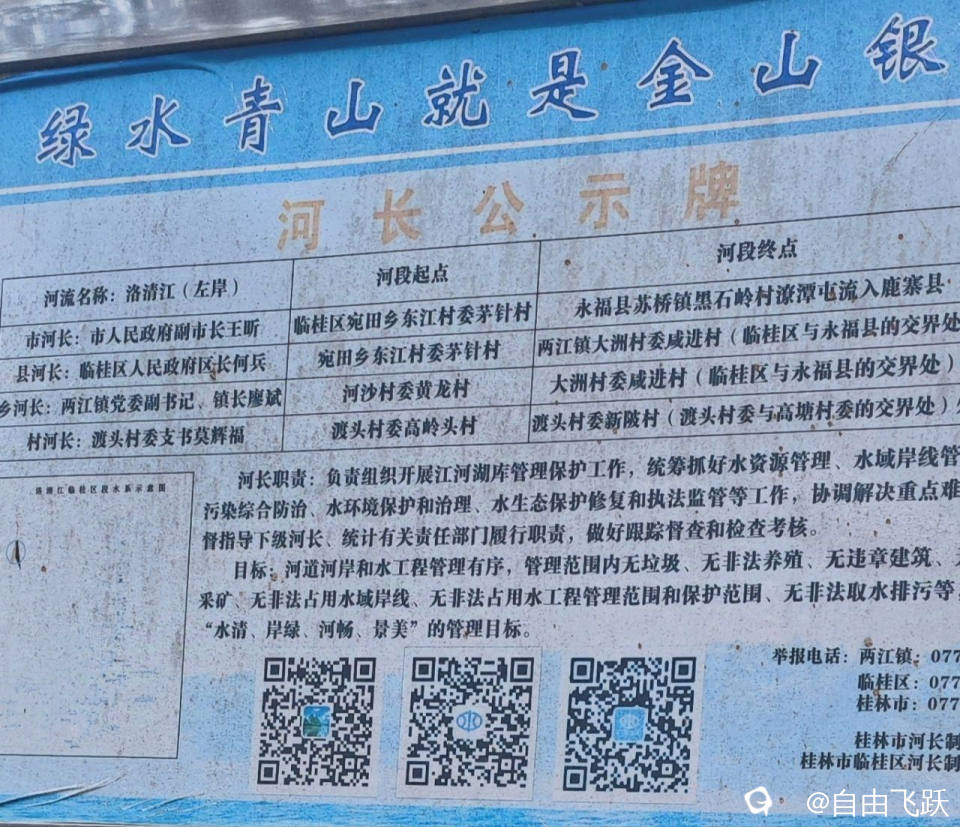 绿水青山就是金山银
河长公示牌
河流名称：洛清江（左岸） 河段起点 河段终点
市河长：市人民政府副市长王昕 临桂区宛田乡东江村委茅针村 永福县苏桥镇黑石岭村潦潭屯流入鹿寨县
县河长：临桂区人民政府区长何兵 宛田乡东江村委茅针村 两江镇大洲村委咸进村（临桂区与永福县的交界处
乡河长：两江镇党委副书记、镇长廖斌 河沙村委黄龙村 大洲村委咸进村（临桂区与永福县的交界处）
村河长：渡头村委支书莫辉福 渡头村委高岭头村 渡头村委新陂村（渡头村委与高塘村委的交界处）
洛清江临桂区段水系示意图
河长职责：负责组织开展江河湖库管理保护工作，统筹抓好水资源管理、水域岸线管
污染综合防治、水环境保护和治理、水生态保护修复和执法监管等工作，协调解决重点难
督指导下级河长、统计有关责任部门履行职责，做好跟踪督查和检查考核。
目标：河道河岸和水工程管理有序，管理范围内无垃圾、无非法养殖、无违章建筑、
采矿、无非法占用水域岸线、无非法占用水工程管理范围和保护范围、无非法取水排污等，
“水清、岸绿、河畅、景美”的管理目标。
举报电话：两江镇：077
临桂区：077
桂林市：077
桂林市河长制
桂林市临桂区河长制
@自由飞跃